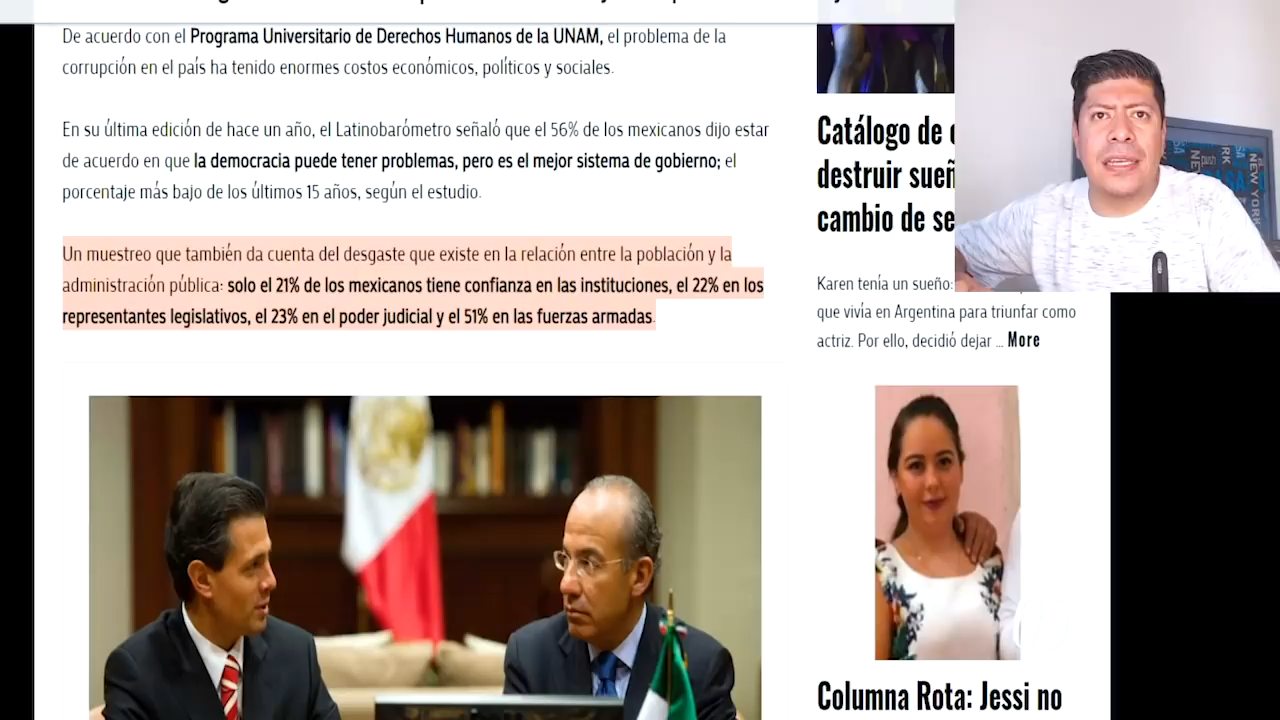 De acuerdo con el Programa Universitario de Derechos Humanos de la UNAM, el problema de la
corrupción en el país ha tenido enormes costos económicos, políticos y sociales.
En su última edición de hace un año, el Latinobarómetro señaló que el 56% de los mexicanos dijo estar
de acuerdo en que la democracia puede tener problemas, pero es el mejor sistema de gobierno; el
porcentaje más bajo de los últimos 15 años, según el estudio.
Un muestreo que también da cuenta del desgaste que existe en la relación entre la población y la
administración pública: solo el 21% de los mexicanos tiene confianza en las instituciones, el 22% en los
representantes legislativos, el 23% en el poder judicial y el 51% en las fuerzas armadas.
Catálogo de
destruir
cambio de
Karen tenía un sueño:
que vivía en Argentina para triunfar como
actriz. Por ello, decidió dejar ... More
Columna Rota: Jessi no
NEW YORK
push